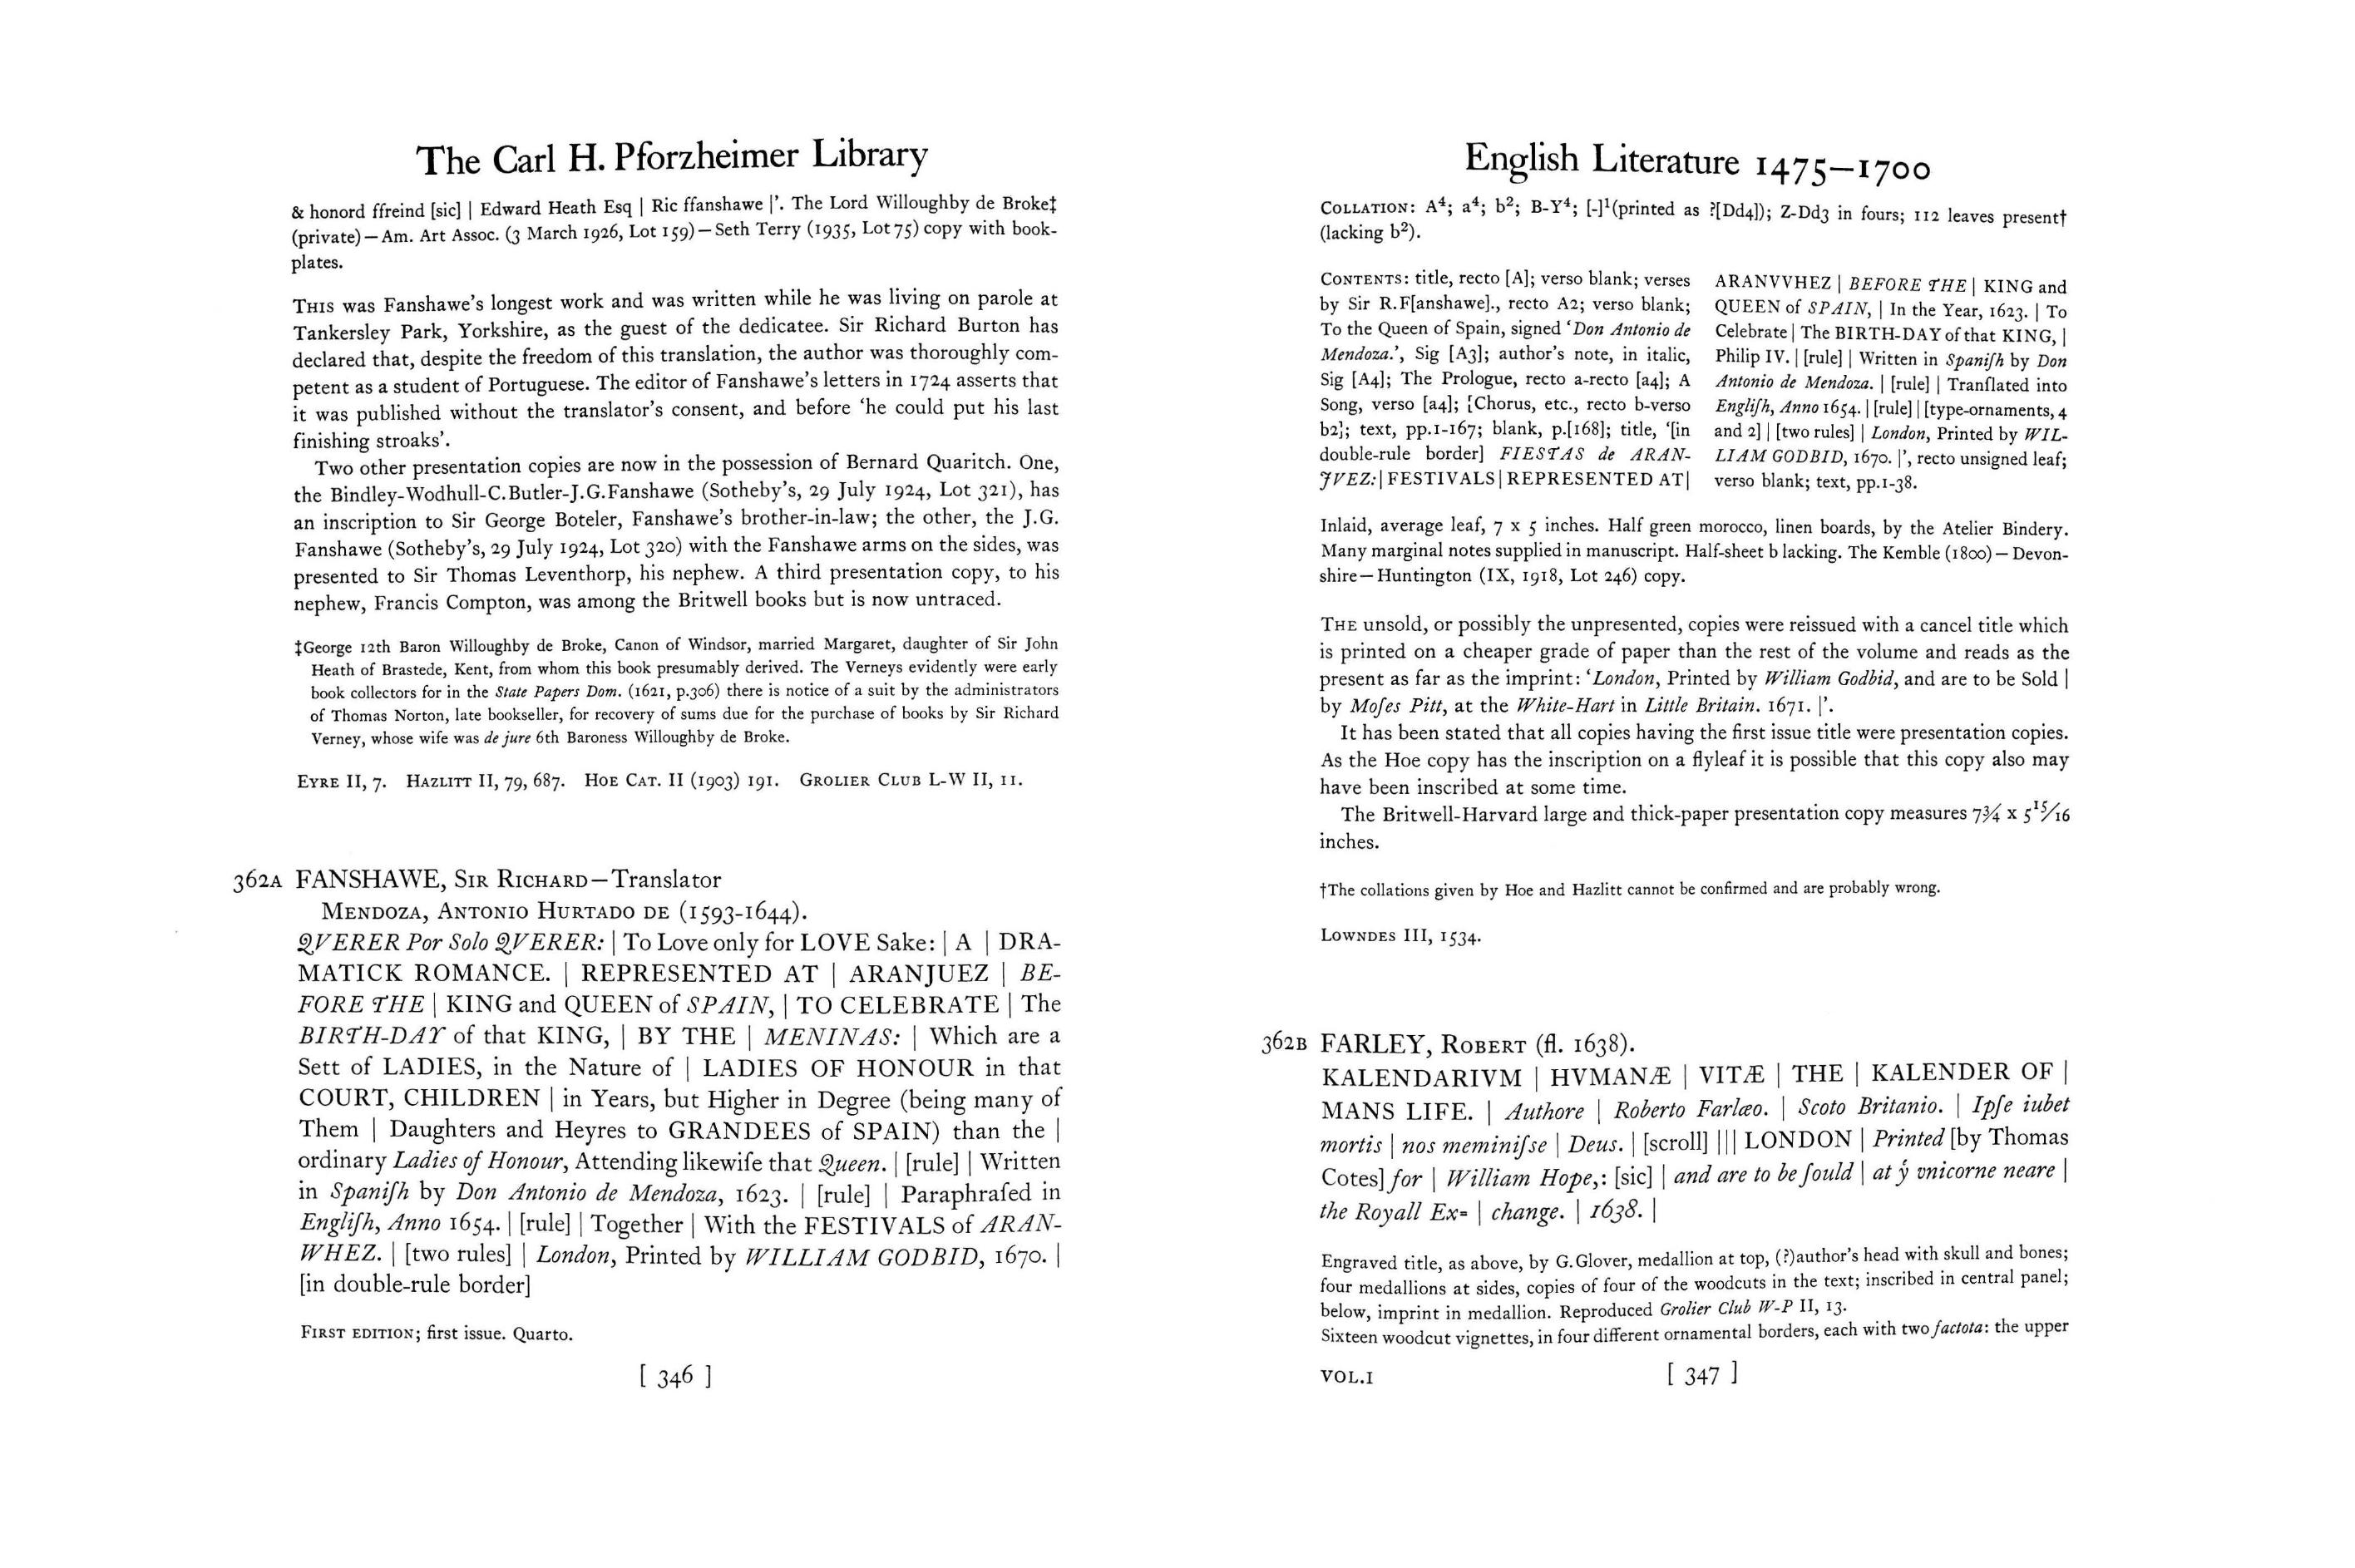 The Carl H. Pforzheimer Library
& honord ffreind [sic] | Edward Heath Esq | Ric ffanshawe |’. The Lord Willoughby de Broke‡
(private)—Am. Art Assoc. (3 March 1926, Lot 159)—Seth Terry (1935, Lot 75) copy with book-
plates.
THIS was Fanshawe’s longest work and was written while he was living on parole at
Tankersley Park, Yorkshire, as the guest of the dedicatee. Sir Richard Burton has
declared that, despite the freedom of this translation, the author was thoroughly com-
petent as a student of Portuguese. The editor of Fanshawe’s letters in 1724 asserts that
it was published without the translator’s consent, and before ‘he could put his last
finishing stroaks’.
Two other presentation copies are now in the possession of Bernard Quaritch. One,
the Bindley-Wodhull-C.Butler-J.G.Fanshawe (Sotheby’s, 29 July 1924, Lot 321), has
an inscription to Sir George Boteler, Fanshawe’s brother-in-law; the other, the J.G.
Fanshawe (Sotheby’s, 29 July 1924, Lot 320) with the Fanshawe arms on the sides, was
presented to Sir Thomas Leventhorp, his nephew. A third presentation copy, to his
nephew, Francis Compton, was among the Britwell books but is now untraced.
‡George 12th Baron Willoughby de Broke, Canon of Windsor, married Margaret, daughter of Sir John
Heath of Brastede, Kent, from whom this book presumably derived. The Verneys evidently were early
book collectors for in the State Papers Dom. (1621, p.306) there is notice of a suit by the administrators
of Thomas Norton, late bookseller, for recovery of sums due for the purchase of books by Sir Richard
Verney, whose wife was de jure 6th Baroness Willoughby de Broke.
EYRE II, 7. HAZLITT II, 79, 687. HOE CAT. II (1903) 191. GROLIER CLUB L-W II, 11.
362A FANSHAWE, SIR RICHARD—Translator
MENDOZA, ANTONIO HURTADO DE (1593-1644).
QVERER Por Solo QVERER: | To Love only for LOVE Sake: | A | DRA-
MATICK ROMANCE. | REPRESENTED AT | ARANJUEZ | BE-
FORE THE | KING and QUEEN of SPAIN, | TO CELEBRATE | The
BIRTH-DAY of that KING, | BY THE | MENINAS: | Which are a
Sett of LADIES, in the Nature of | LADIES OF HONOUR in that
COURT, CHILDREN | in Years, but Higher in Degree (being many of
Them | Daughters and Heyres to GRANDEES of SPAIN) than the |
ordinary Ladies of Honour, Attending likewife that Queen. | [rule] | Written
in Spaniſh by Don Antonio de Mendoza, 1623. | [rule] | Paraphraſed in
Engliſh, Anno 1654. | [rule] | Together | With the FESTIVALS of ARAN-
WHEZ. | [two rules] | London, Printed by WILLIAM GODBID, 1670. |
[in double-rule border]
FIRST EDITION; first issue. Quarto.
[ 346 ]
English Literature 1475—1700
COLLATION: A⁴; a⁴; b²; B-Y⁴; [-]¹(printed as ?[Dd4]); Z-Dd3 in fours; 112 leaves present†
(lacking b²).
CONTENTS: title, recto [A]; verso blank; verses
by Sir R.F[anshawe]., recto A2; verso blank;
To the Queen of Spain, signed ‘Don Antonio de
Mendoza.’, Sig [A3]; author’s note, in italic,
Sig [A4]; The Prologue, recto a-recto [a4]; A
Song, verso [a4]; [Chorus, etc., recto b-verso
b2]; text, pp.1-167; blank, p.[168]; title, ‘[in
double-rule border] FIESTAS de ARAN-
JVEZ: | FESTIVALS | REPRESENTED AT |
ARANVVHEZ | BEFORE THE | KING and
QUEEN of SPAIN, | In the Year, 1623. | To
Celebrate | The BIRTH-DAY of that KING, |
Philip IV. | [rule] | Written in Spaniſh by Don
Antonio de Mendoza. | [rule] | Tranſlated into
Engliſh, Anno 1654. | [rule] | [type-ornaments, 4
and 2] | [two rules] | London, Printed by WIL-
LIAM GODBID, 1670. |’, recto unsigned leaf;
verso blank; text, pp.1-38.
Inlaid, average leaf, 7 x 5 inches. Half green morocco, linen boards, by the Atelier Bindery.
Many marginal notes supplied in manuscript. Half-sheet b lacking. The Kemble (1800)—Devon-
shire—Huntington (IX, 1918, Lot 246) copy.
THE unsold, or possibly the unpresented, copies were reissued with a cancel title which
is printed on a cheaper grade of paper than the rest of the volume and reads as the
present as far as the imprint: ‘London, Printed by William Godbid, and are to be Sold |
by Moſes Pitt, at the White-Hart in Little Britain. 1671. |’.
It has been stated that all copies having the first issue title were presentation copies.
As the Hoe copy has the inscription on a flyleaf it is possible that this copy also may
have been inscribed at some time.
The Britwell-Harvard large and thick-paper presentation copy measures 7¾ x 5¹⁵⁄₁₆
inches.
†The collations given by Hoe and Hazlitt cannot be confirmed and are probably wrong.
LOWNDES III, 1534.
362B FARLEY, ROBERT (fl. 1638).
KALENDARIVM | HVMANÆ | VITÆ | THE | KALENDER OF |
MANS LIFE. | Authore | Roberto Farlæo. | Scoto Britanio. | Ipſe iubet
mortis | nos meminiſse | Deus. | [scroll] ||| LONDON | Printed [by Thomas
Cotes] for | William Hope,: [sic] | and are to be ſould | at ẏ vnicorne neare |
the Royall Ex= | change. | 1638. |
Engraved title, as above, by G.Glover, medallion at top, (?)author’s head with skull and bones;
four medallions at sides, copies of four of the woodcuts in the text; inscribed in central panel;
below, imprint in medallion. Reproduced Grolier Club W-P II, 13.
Sixteen woodcut vignettes, in four different ornamental borders, each with two factota: the upper
VOL.I
[ 347 ]